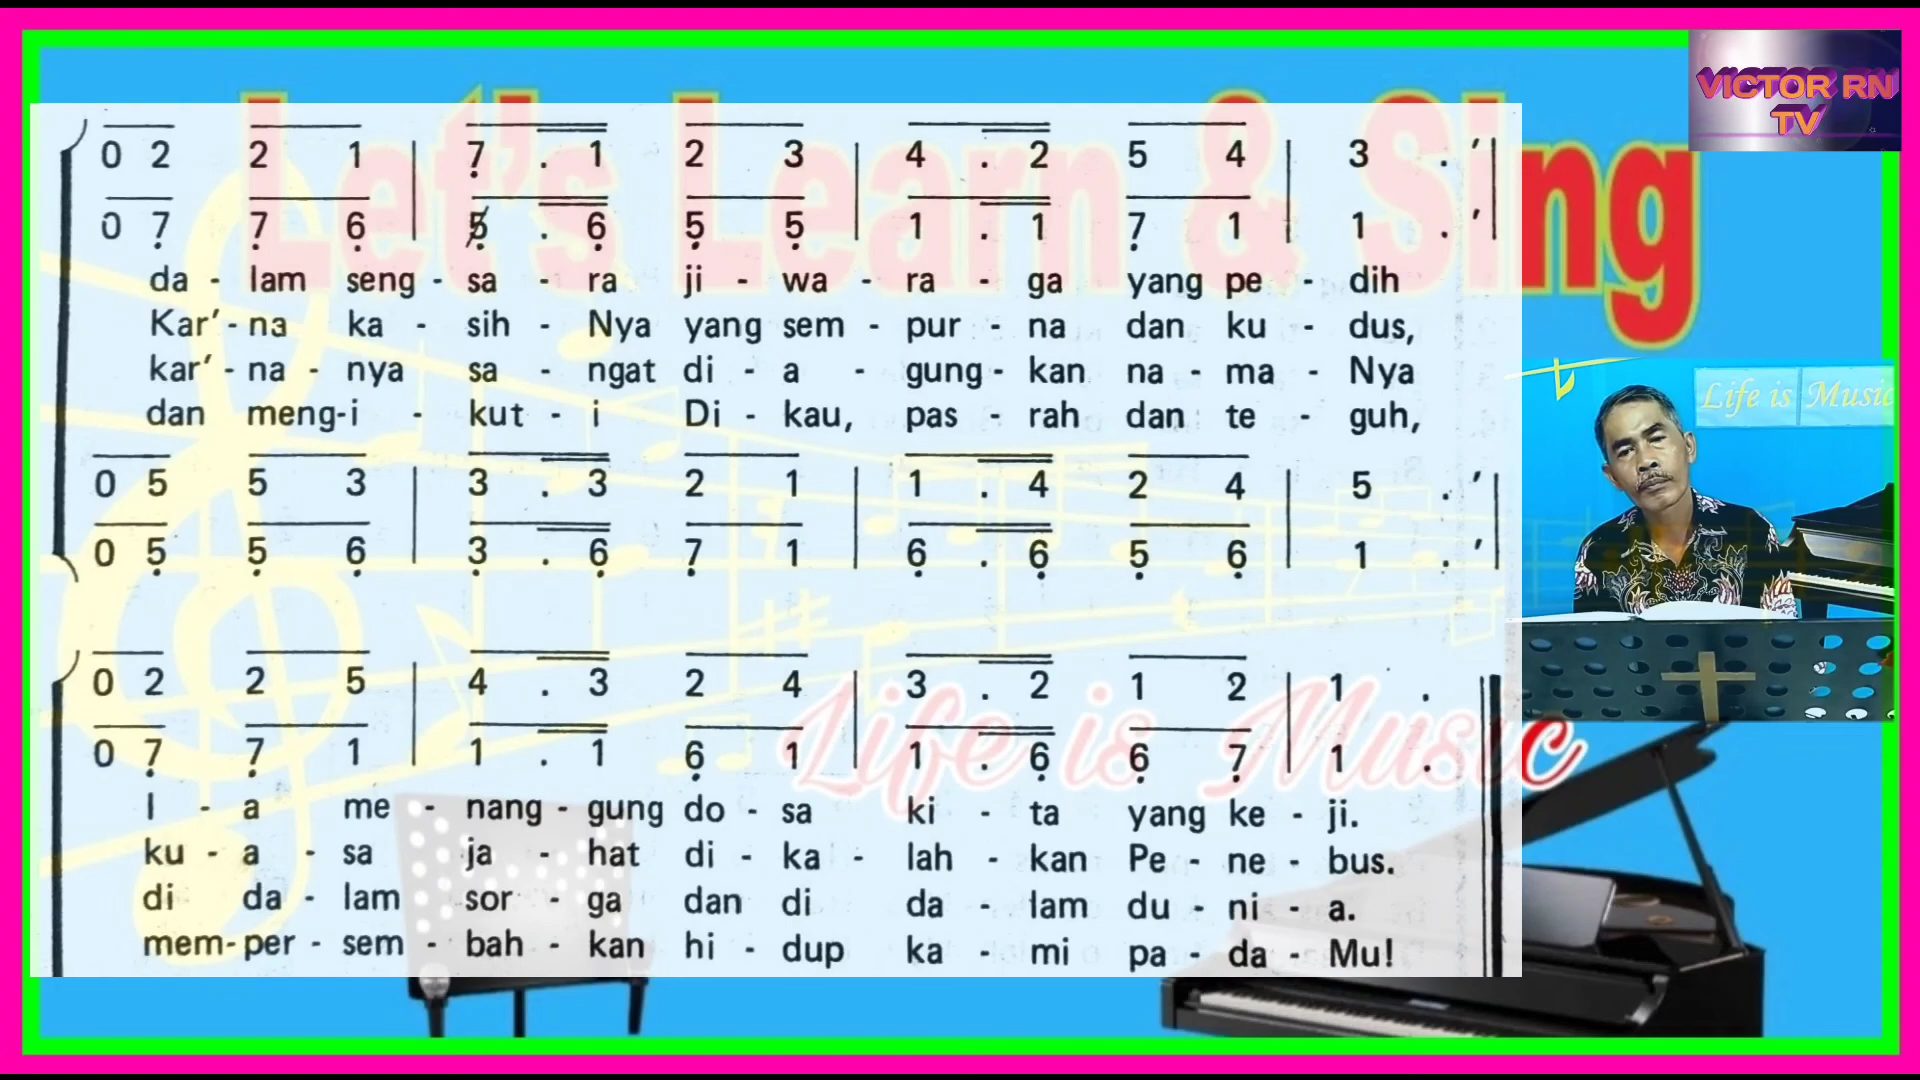 Let's Learn & Sing
VICTOR RN
TV
0 2 2 1 | 7 . 1 2 3 | 4 . 2 5 4 | 3 . ’ |
0 7 7 6 | 5 . 6 5 5 | 1 . 1 7 1 | 1 . ’ |
da - lam seng - sa - ra ji - wa - ra - ga yang pe - dih
Kar’- na ka - sih - Nya yang sem - pur - na dan ku - dus,
kar’ - na - nya sa - ngat di - a - gung - kan na - ma - Nya
dan meng-i - kut - i Di - kau, pas - rah dan te - guh,
0 5 5 3 | 3 . 3 2 1 | 1 . 4 2 4 | 5 . ’ |
0 5 5 6 | 3 . 6 7 1 | 6 . 6 5 6 | 1 . ’ |
0 2 2 5 | 4 . 3 2 4 | 3 . 2 1 2 | 1 .
0 7 7 1 | 1 . 1 6 1 | 1 . 6 6 7 | 1 .
I - a me - nang - gung do - sa ki - ta yang ke - ji.
ku - a - sa ja - hat di - ka - lah - kan Pe - ne - bus.
di da - lam sor - ga dan di da - lam du - ni - a.
mem- per - sem - bah - kan hi - dup ka - mi pa - da - Mu!
Life is Music
Life is Music